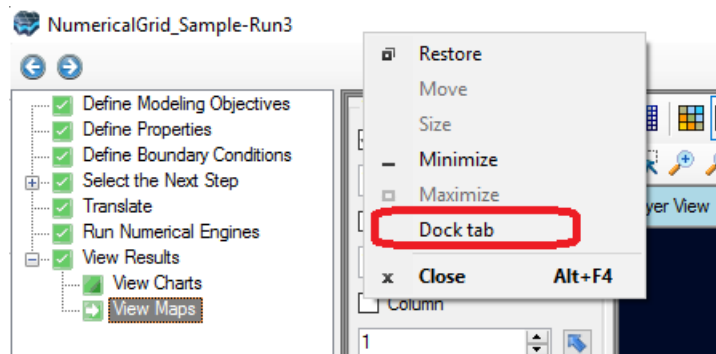 NumericalGrid_Sample-Run3
Define Modeling Objectives
Define Properties
Define Boundary Conditions
Select the Next Step
Translate
Run Numerical Engines
View Results
View Charts
View Maps
Restore
Move
Size
Minimize
Maximize
Dock tab
Close Alt+F4
Column
1
View